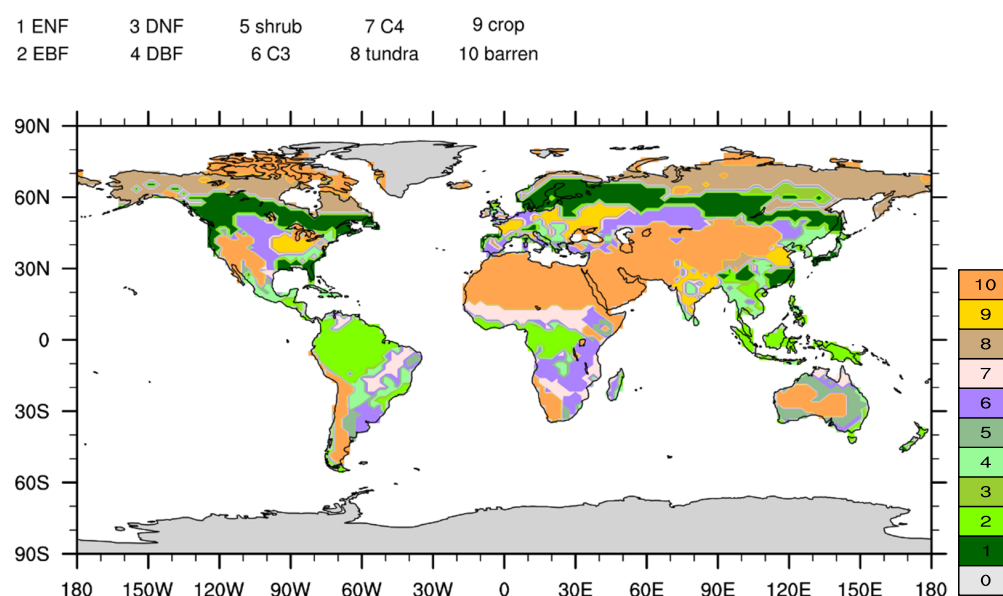 1 ENF 3 DNF 5 shrub 7 C4 9 crop
2 EBF 4 DBF 6 C3 8 tundra 10 barren
90N
60N
30N
0
30S
60S
90S
180 150W 120W 90W 60W 30W 0 30E 60E 90E 120E 150E 180
10
9
8
7
6
5
4
3
2
1
0